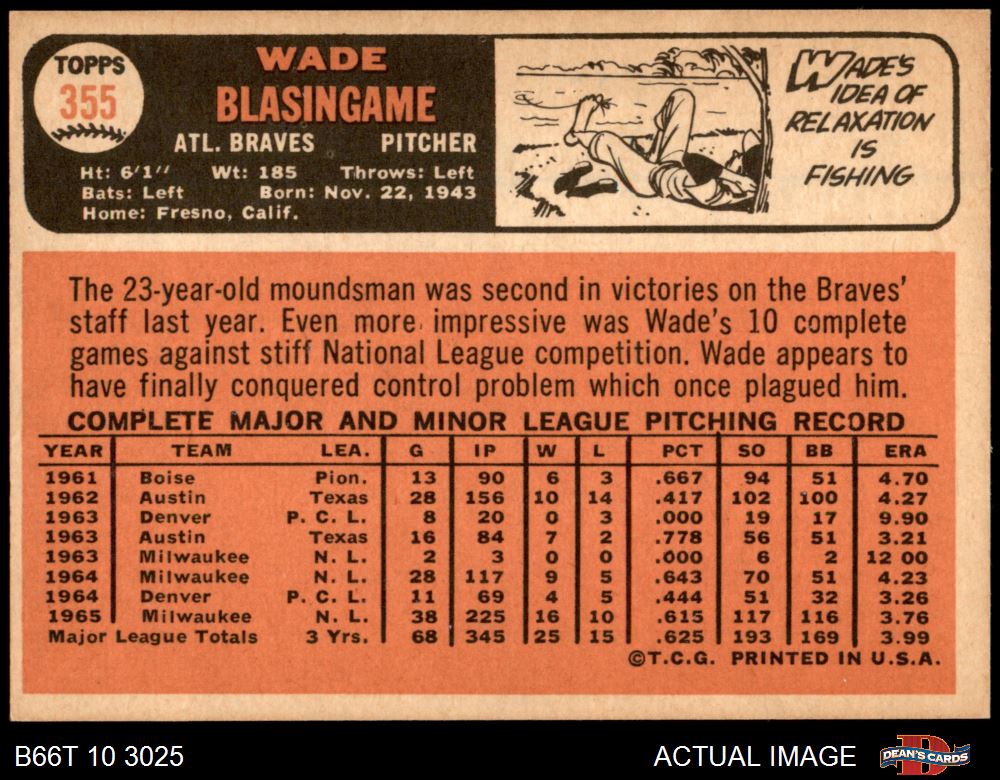 TOPPS
355
WADE
BLASINGAME
ATL. BRAVES PITCHER
Ht: 6'1" Wt: 185 Throws: Left
Bats: Left Born: Nov. 22, 1943
Home: Fresno, Calif.
WADE'S
IDEA OF
RELAXATION
IS
FISHING
The 23-year-old moundsman was second in victories on the Braves'
staff last year. Even more impressive was Wade's 10 complete
games against stiff National League competition. Wade appears to
have finally conquered control problem which once plagued him.
COMPLETE MAJOR AND MINOR LEAGUE PITCHING RECORD
YEAR TEAM LEA. G IP W L PCT SO BB ERA
1961 Boise Pion. 13 90 6 3 .667 94 51 4.70
1962 Austin Texas 28 156 10 14 .417 102 100 4.27
1963 Denver P. C. L. 8 20 0 3 .000 19 17 9.90
1963 Austin Texas 16 84 7 2 .778 56 51 3.21
1963 Milwaukee N. L. 2 3 0 0 .000 6 2 12 00
1964 Milwaukee N. L. 28 117 9 5 .643 70 51 4.23
1964 Denver P. C. L. 11 69 4 5 .444 51 32 3.26
1965 Milwaukee N. L. 38 225 16 10 .615 117 116 3.76
Major League Totals 3 Yrs. 68 345 25 15 .625 193 169 3.99
©T.C.G. PRINTED IN U.S.A.
B66T 10 3025 ACTUAL IMAGE DEAN'S CARDS